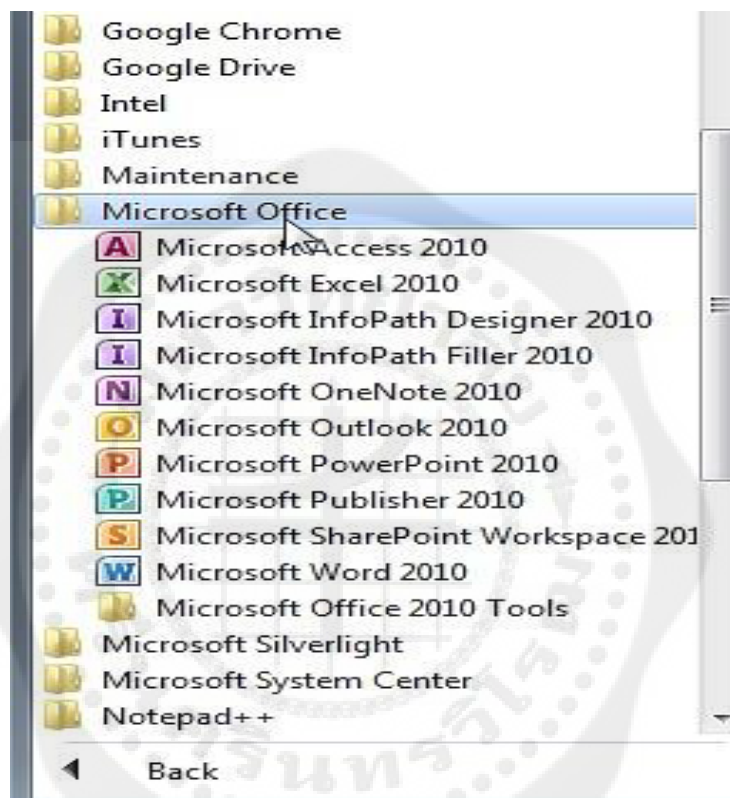 Google Chrome
Google Drive
Intel
iTunes
Maintenance
Microsoft Office
Microsoft Access 2010
Microsoft Excel 2010
Microsoft InfoPath Designer 2010
Microsoft InfoPath Filler 2010
Microsoft OneNote 2010
Microsoft Outlook 2010
Microsoft PowerPoint 2010
Microsoft Publisher 2010
Microsoft SharePoint Workspace 201
Microsoft Word 2010
Microsoft Office 2010 Tools
Microsoft Silverlight
Microsoft System Center
Notepad++
Back